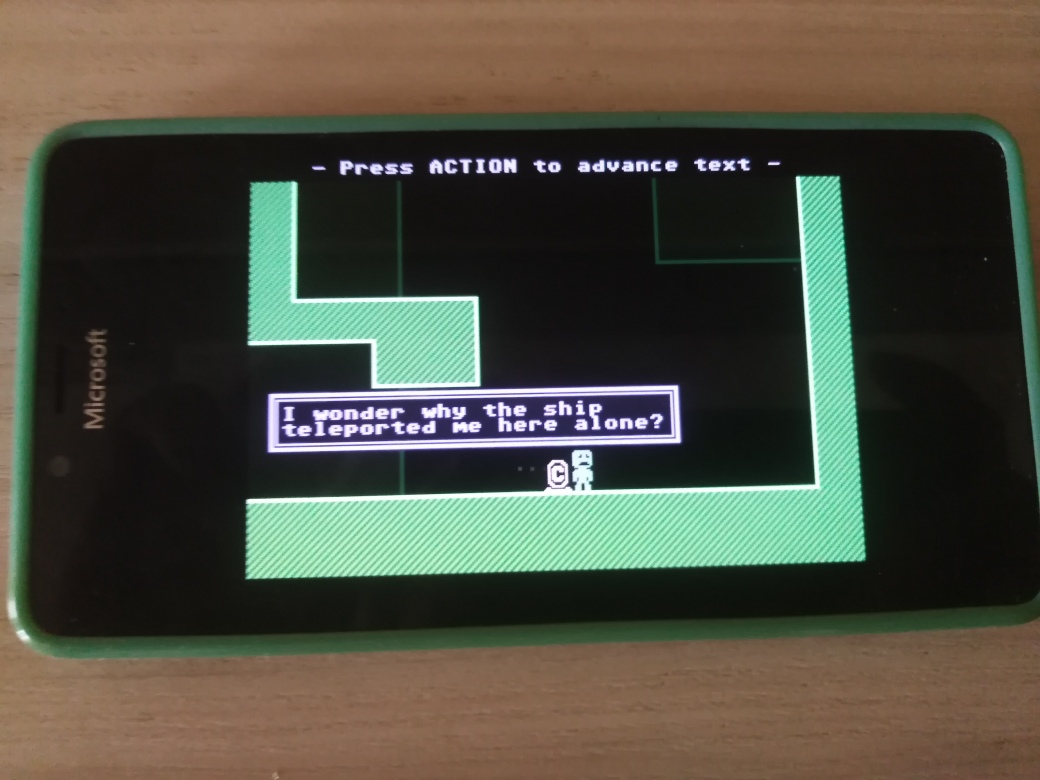 Microsoft
- Press ACTION to advance text -
I wonder why the ship
teleported me here alone?
C